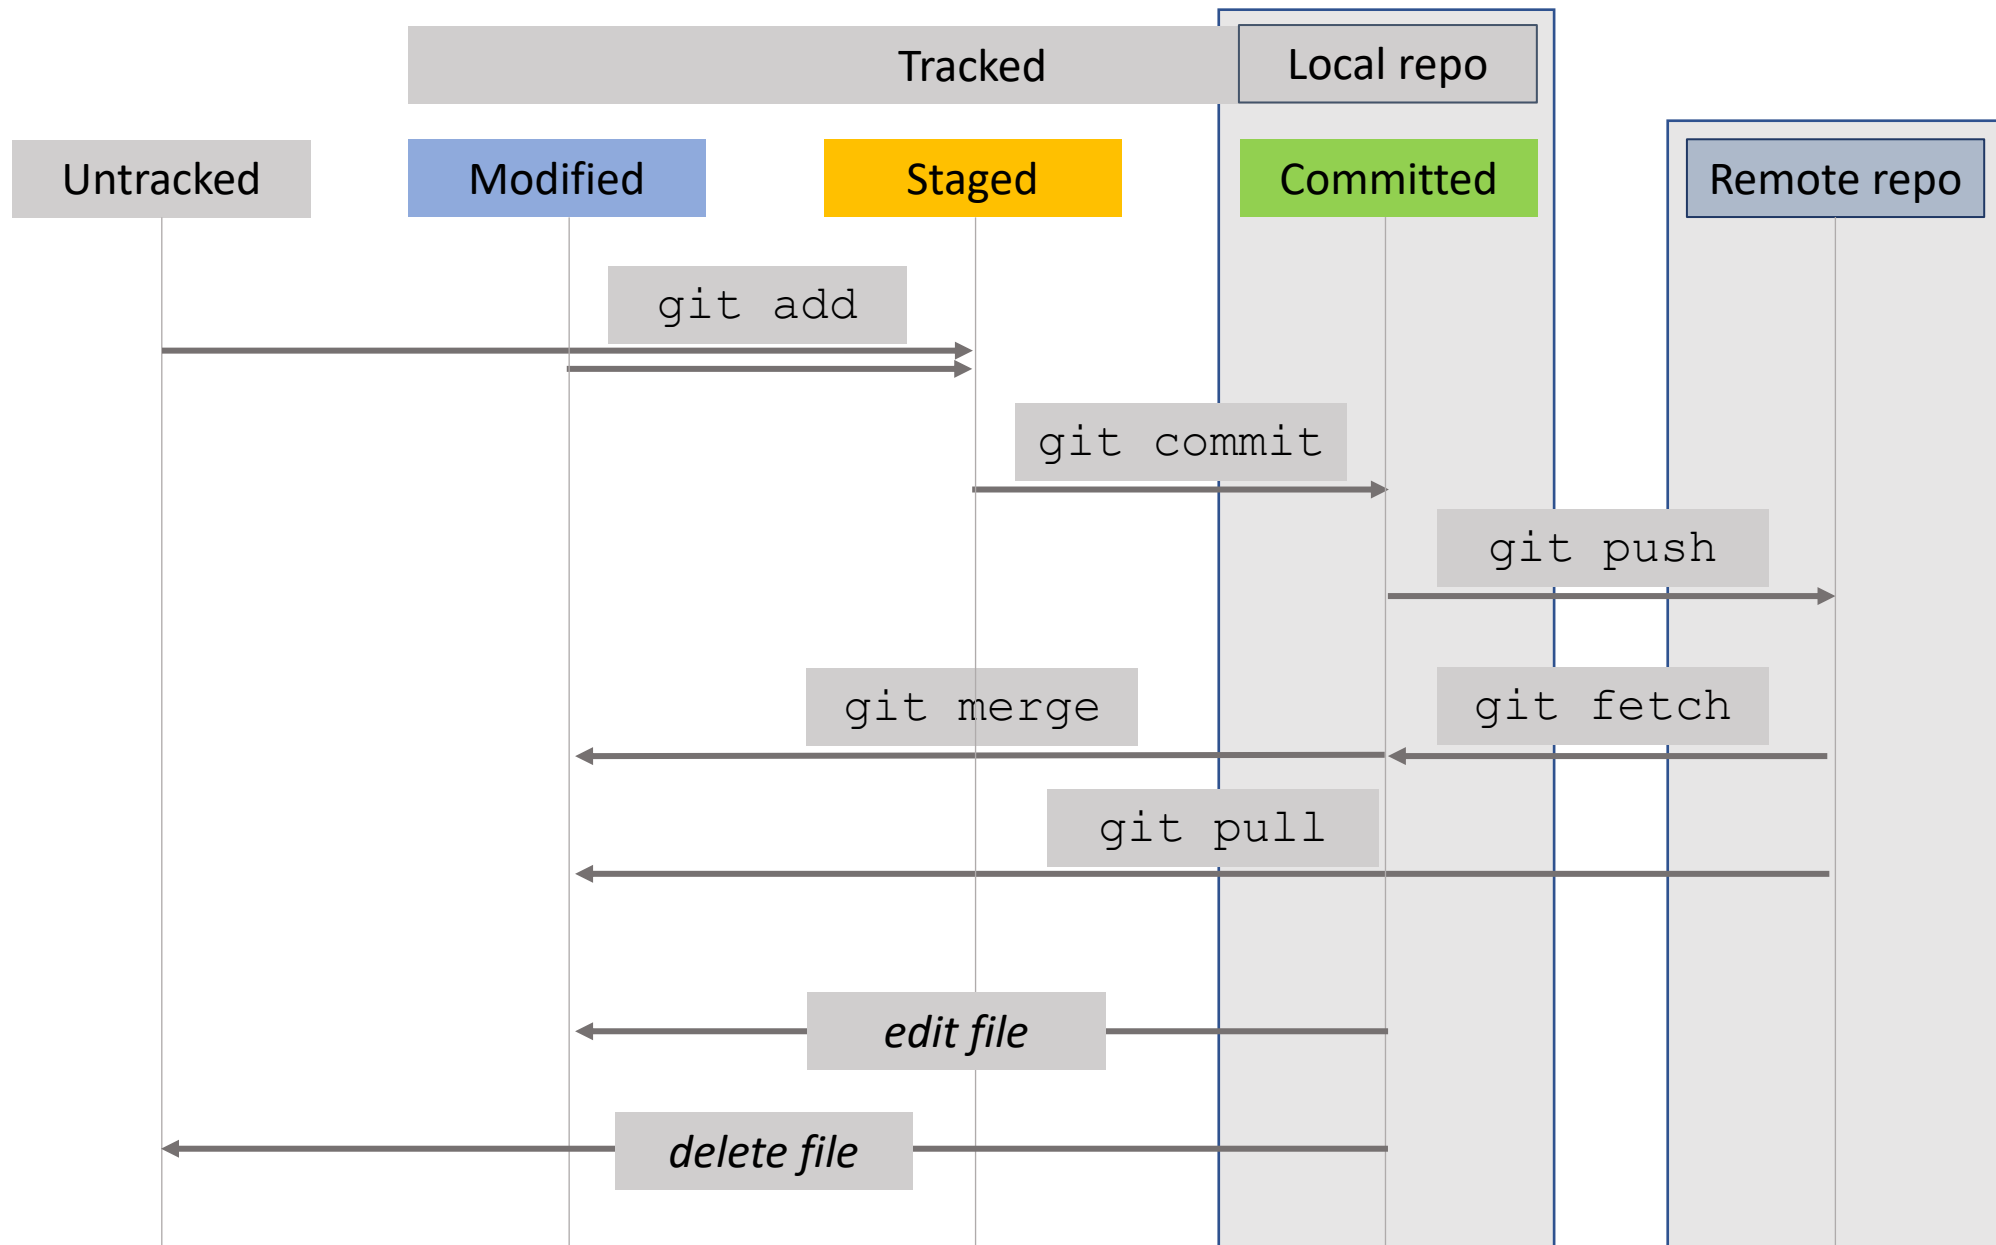 Tracked
Local repo
Untracked
Modified
Staged
Committed
Remote repo
git add
git commit
git push
git merge
git fetch
git pull
edit file
delete file